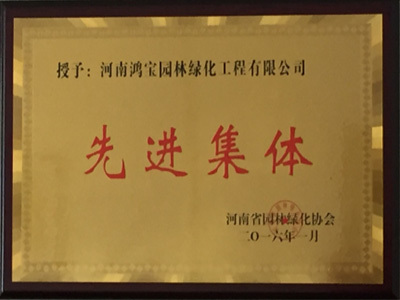 授予：河南鸿宝园林绿化工程有限公司
先进集体
河南省园林绿化协会
二〇一六年一月